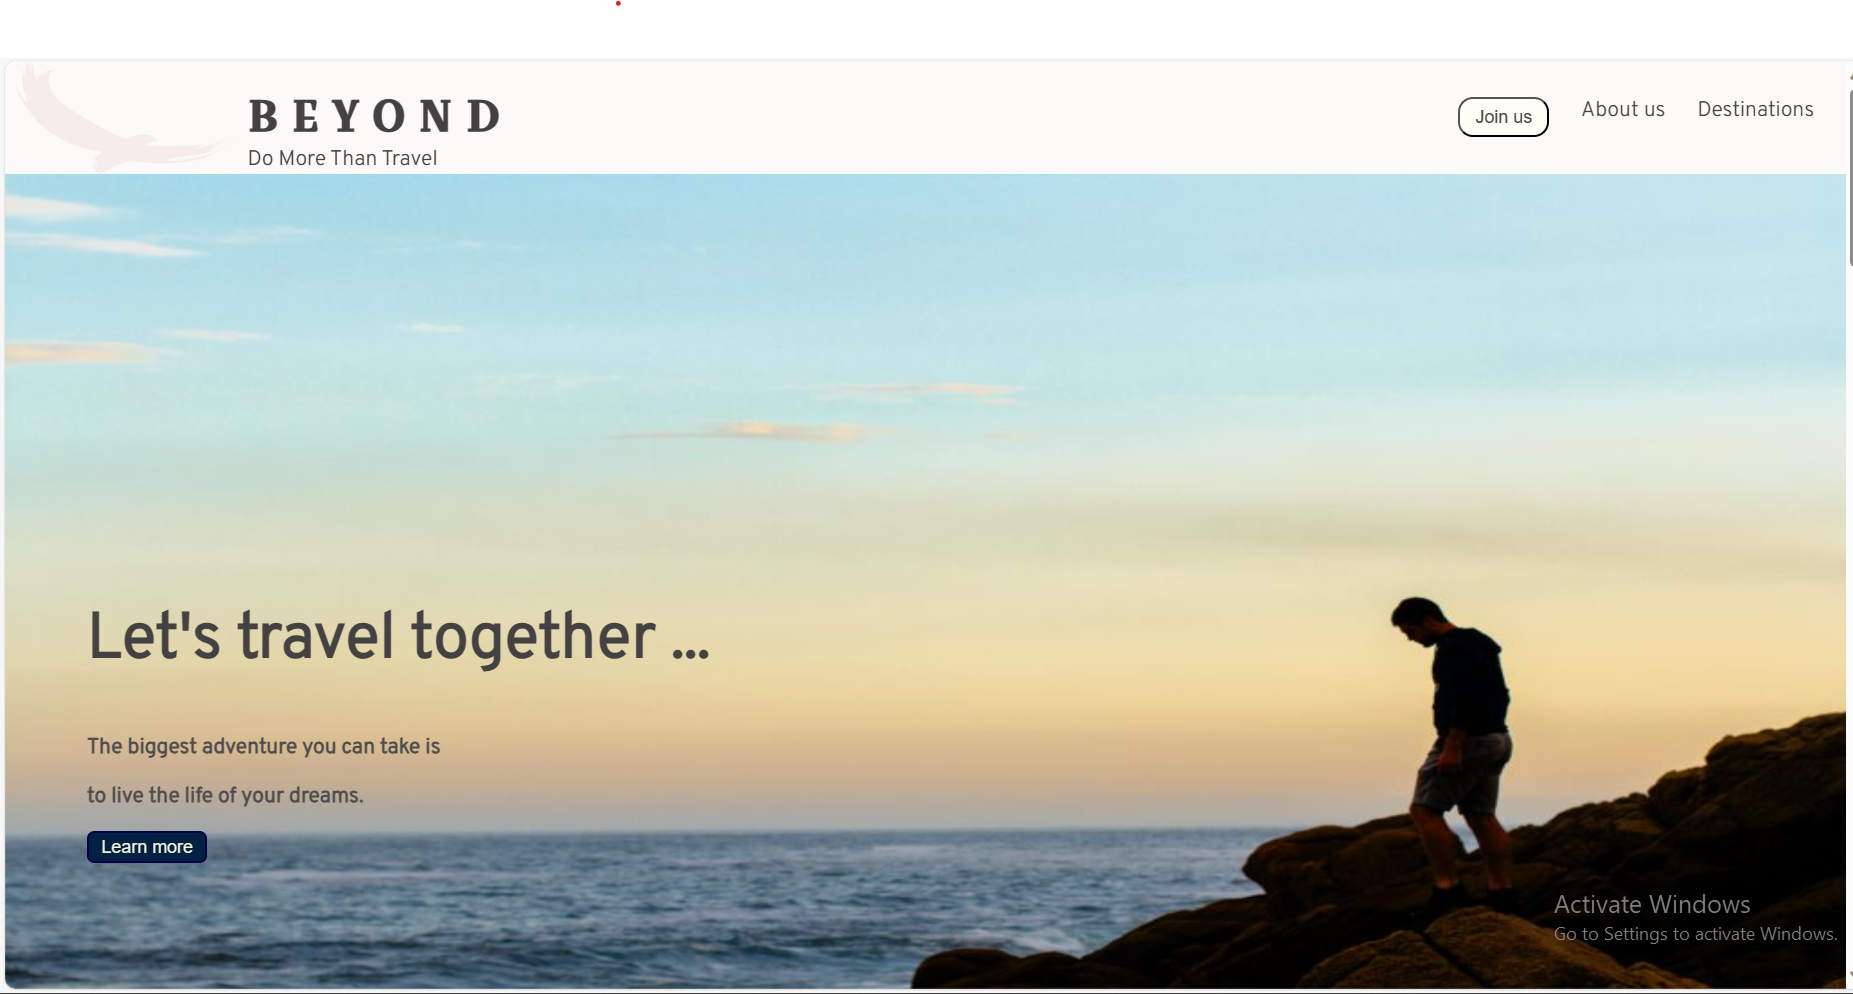 BEYOND
Do More Than Travel
Join us
About us
Destinations
Let's travel together ...
The biggest adventure you can take is
to live the life of your dreams.
Learn more
Activate Windows
Go to Settings to activate Windows.